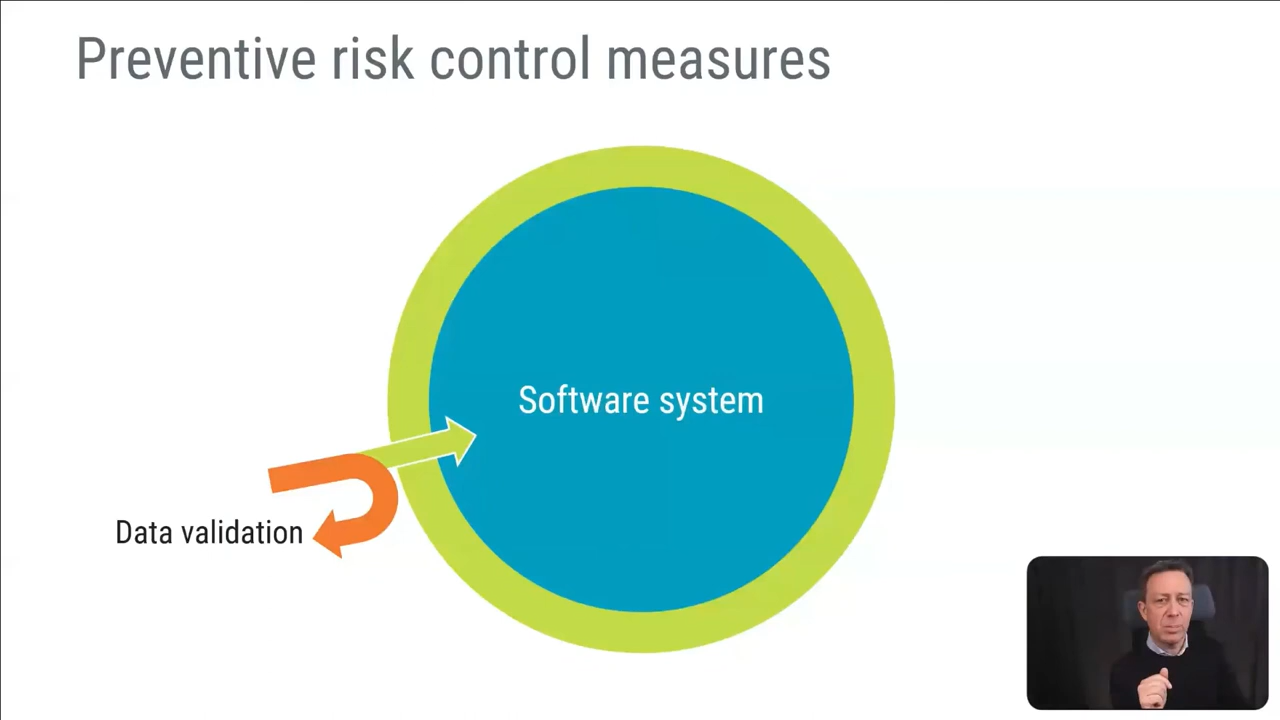 Preventive risk control measures
Software system
Data validation